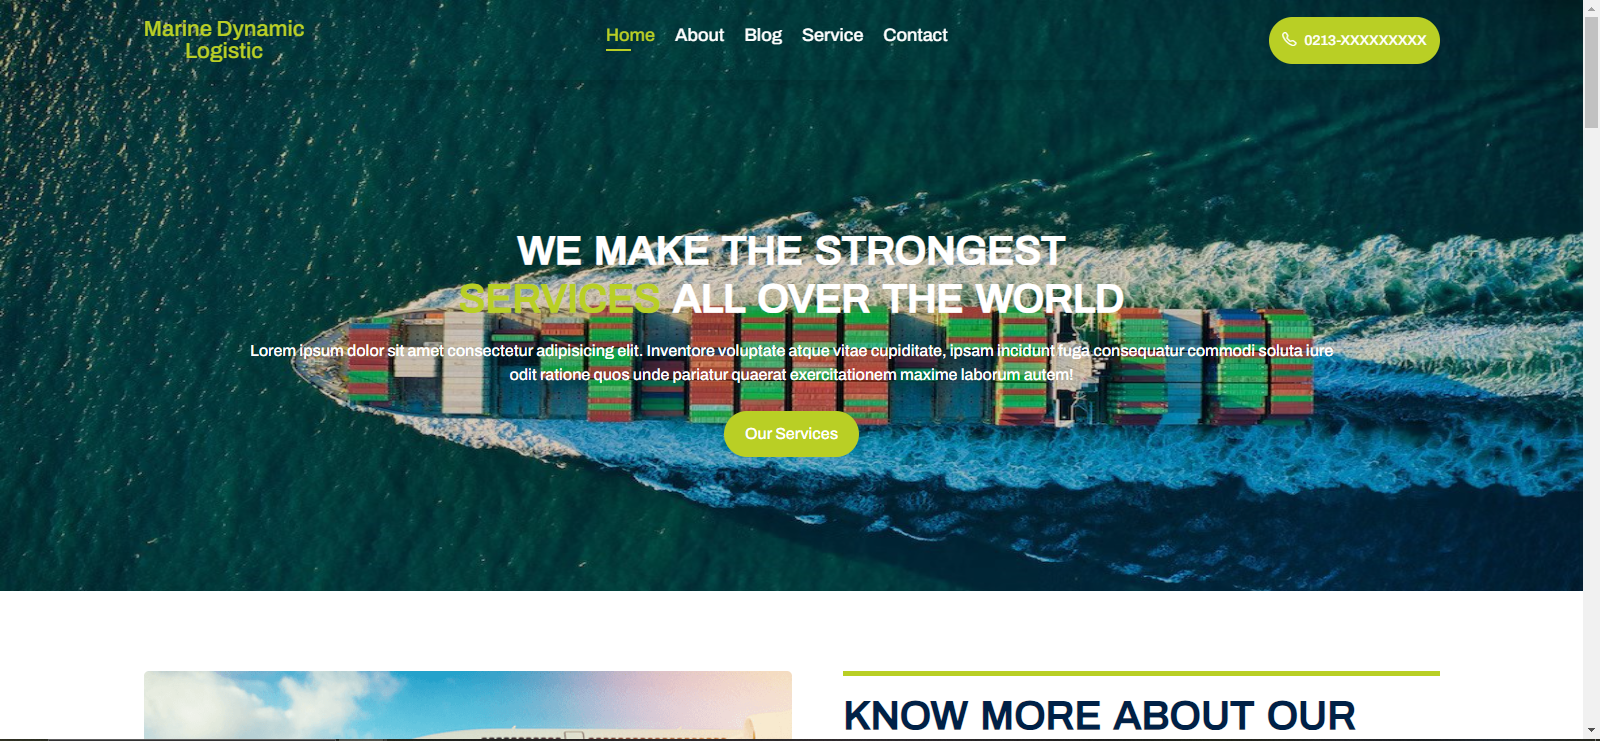 Marine Dynamic
Logistic
Home About Blog Service Contact
0213-XXXXXXXXX
WE MAKE THE STRONGEST
SERVICES ALL OVER THE WORLD
Lorem ipsum dolor sit amet consectetur adipisicing elit. Inventore voluptate atque vitae cupiditate, ipsam incidunt fuga consequatur commodi soluta iure
odit ratione quos unde pariatur quaerat exercitationem maxime laborum autem!
Our Services
KNOW MORE ABOUT OUR